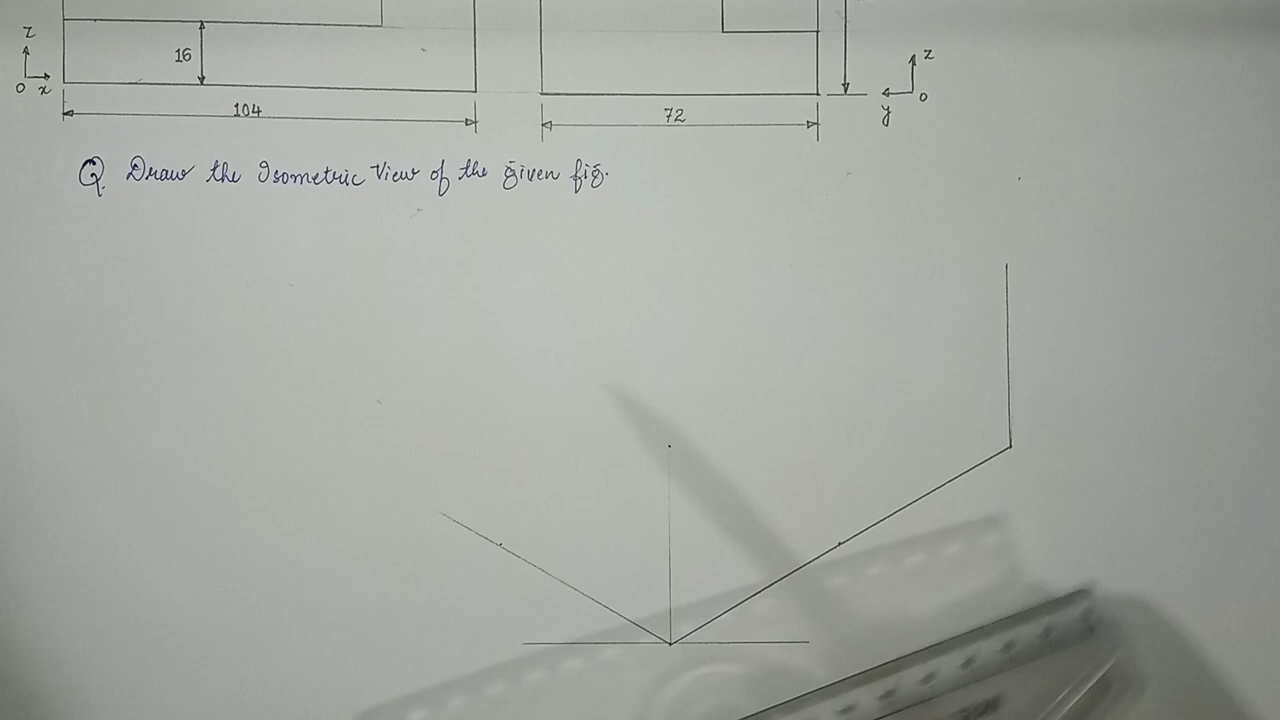 z
16
o x
104
72
z
y o
Q. Draw the Isometric View of the given fig.